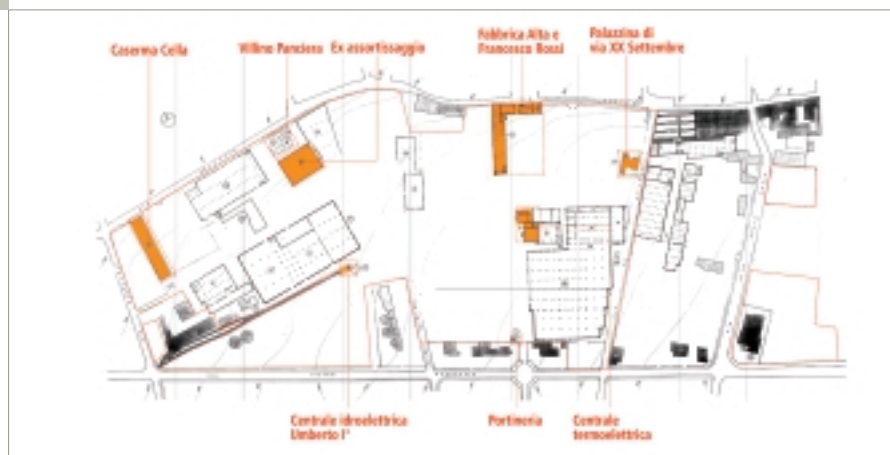 Caserma Cella
Villino Panciera
Ex assortissaggio
Fabbrica Alta e
Francesco Rossi
Palazzina di
via XX Settembre
Centrale idroelettrica
Umberto I°
Portineria
Centrale
termoelettrica